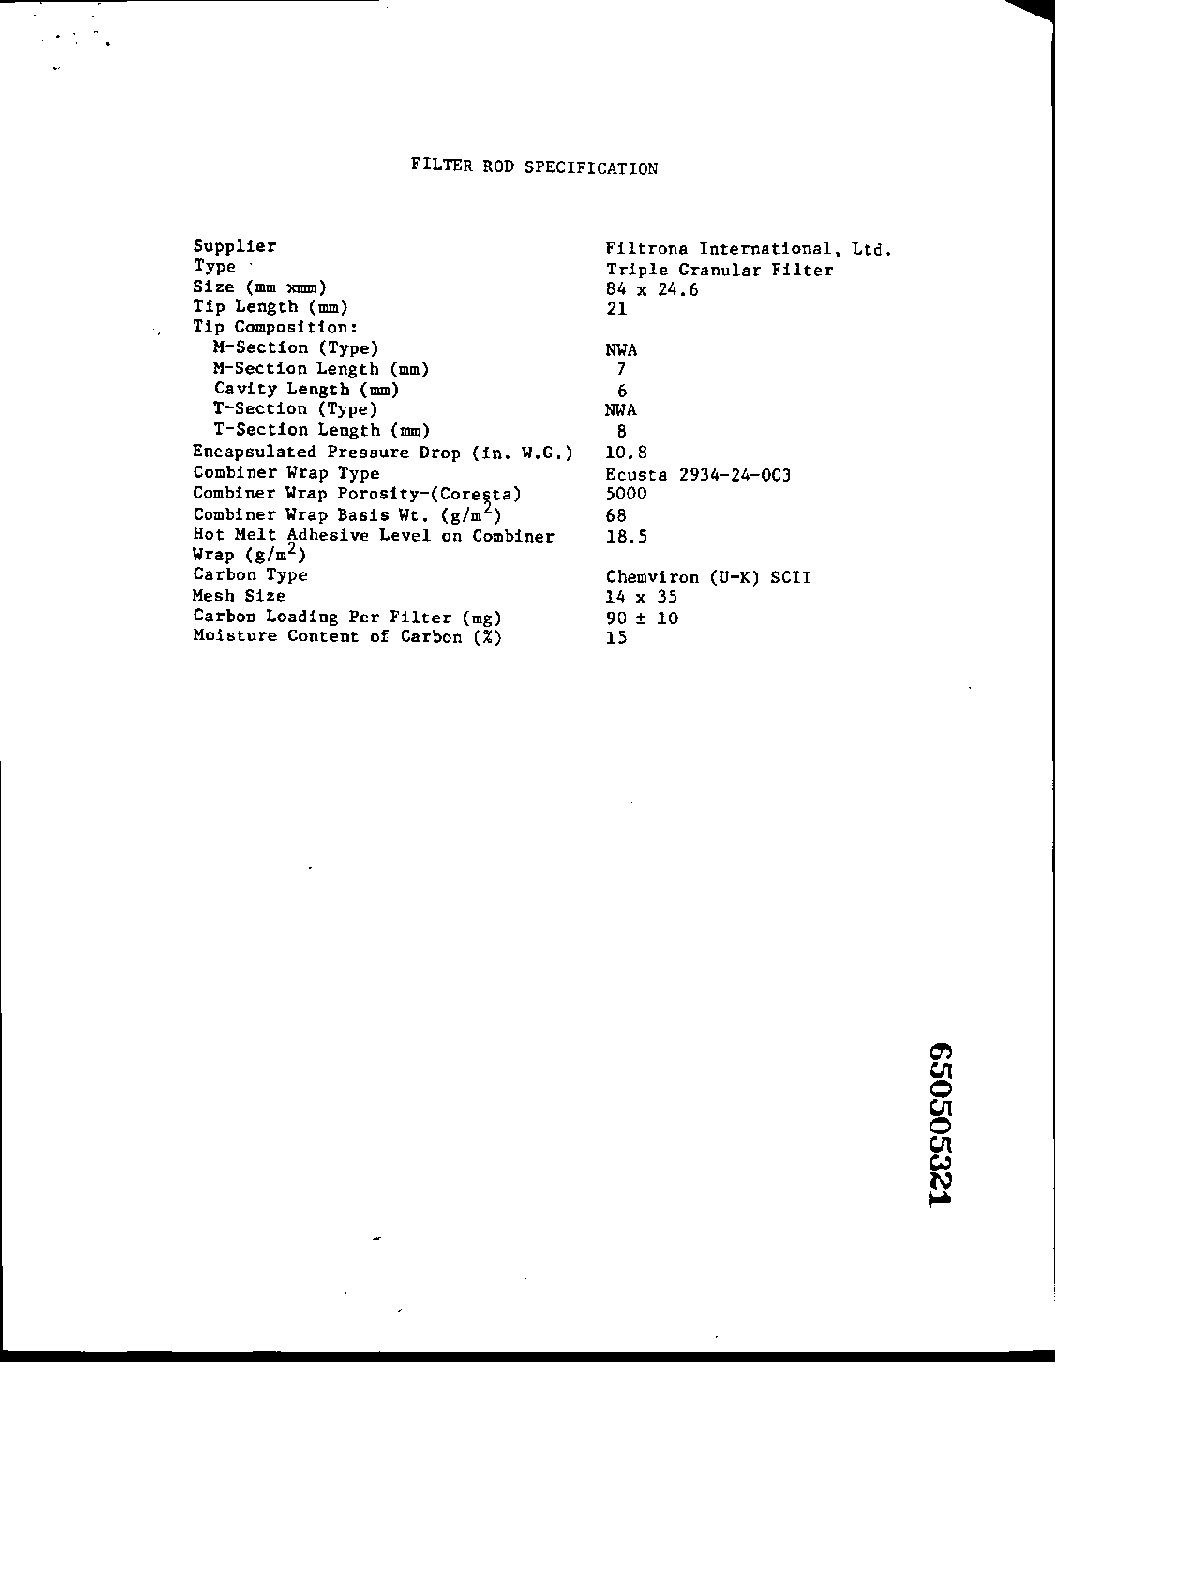 FILTER ROD SPECIFICATION
Supplier Filtrona International, Ltd.
Type Triple Granular Filter
Size (mm xmm) 84 x 24.6
Tip Length (mm) 21
Tip Composition:
M-Section (Type) NWA
M-Section Length (mm) 7
Cavity Length (mm) 6
T-Section (Type) NWA
T-Section Length (mm) 8
Encapsulated Pressure Drop (in. W.G.) 10.8
Combiner Wrap Type Ecusta 2934-24-0C3
Combiner Wrap Porosity-(Coresta) 5000
Combiner Wrap Basis Wt. (g/m²) 68
Hot Melt Adhesive Level on Combiner 18.5
Wrap (g/m²)
Carbon Type Chemviron (U-K) SCII
Mesh Size 14 x 35
Carbon Loading Per Filter (mg) 90 ± 10
Moisture Content of Carbon (%) 15
650505321